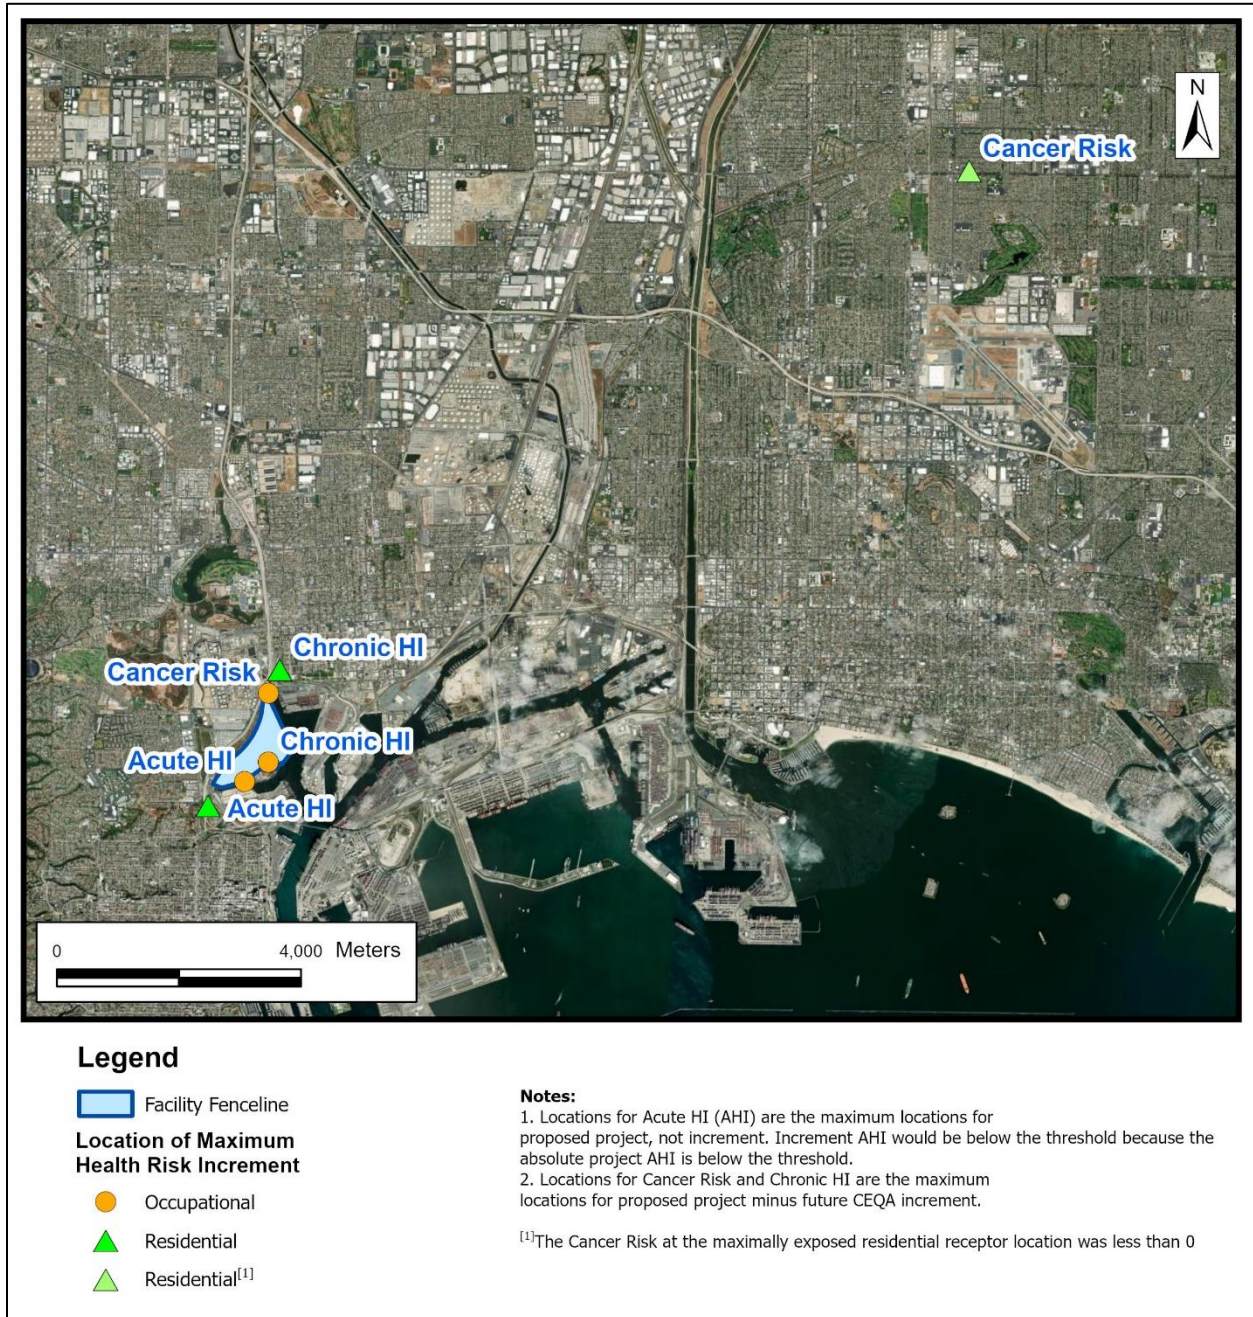 N
Cancer Risk
Chronic HI
Cancer Risk
Chronic HI
Acute HI
Acute HI
0 4,000 Meters
Legend
Facility Fenceline
Location of Maximum
Health Risk Increment
Occupational
Residential
Residential[1]
Notes:
1. Locations for Acute HI (AHI) are the maximum locations for
proposed project, not increment. Increment AHI would be below the threshold because the
absolute project AHI is below the threshold.
2. Locations for Cancer Risk and Chronic HI are the maximum
locations for proposed project minus future CEQA increment.
[1]The Cancer Risk at the maximally exposed residential receptor location was less than 0